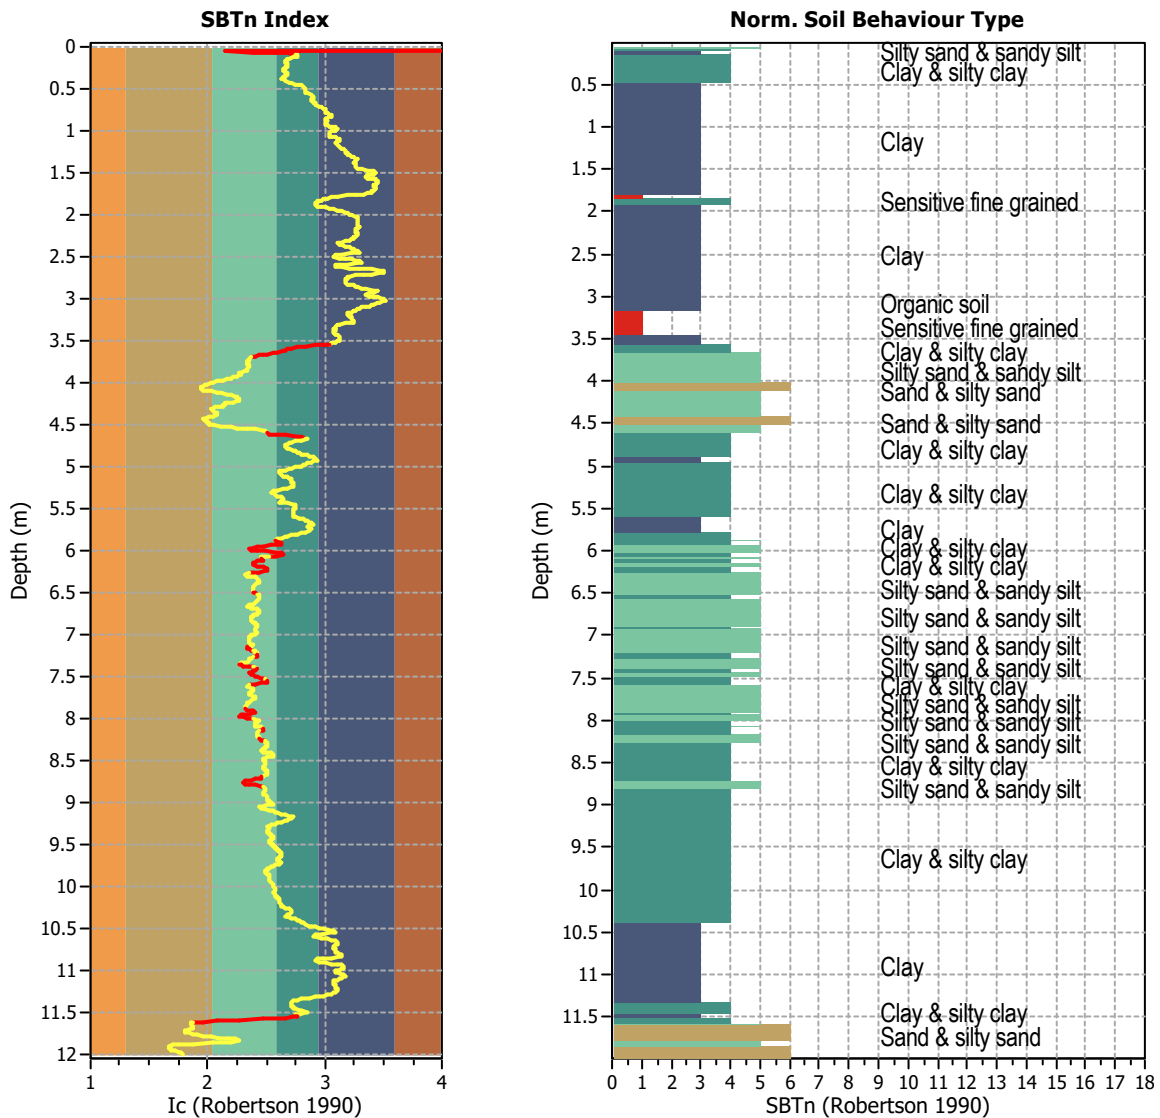 SBTn Index
0
0.5
1
1.5
2
2.5
3
3.5
4
4.5
5
5.5
6
6.5
7
7.5
8
8.5
9
9.5
10
10.5
11
11.5
12
Depth (m)
1 2 3 4
Ic (Robertson 1990)
Norm. Soil Behaviour Type
0.5
1
1.5
2
2.5
3
3.5
4
4.5
5
5.5
6
6.5
7
7.5
8
8.5
9
9.5
10
10.5
11
11.5
Depth (m)
Silty sand & sandy silt
Clay & silty clay
Clay
Sensitive fine grained
Clay
Organic soil
Sensitive fine grained
Clay & silty clay
Silty sand & sandy silt
Sand & silty sand
Sand & silty sand
Clay & silty clay
Clay & silty clay
Clay
Clay & silty clay
Clay & silty clay
Silty sand & sandy silt
Silty sand & sandy silt
Silty sand & sandy silt
Silty sand & sandy silt
Clay & silty clay
Silty sand & sandy silt
Silty sand & sandy silt
Silty sand & sandy silt
Clay & silty clay
Silty sand & sandy silt
Clay & silty clay
Clay
Clay & silty clay
Sand & silty sand
0 1 2 3 4 5 6 7 8 9 10 11 12 13 14 15 16 17 18
SBTn (Robertson 1990)